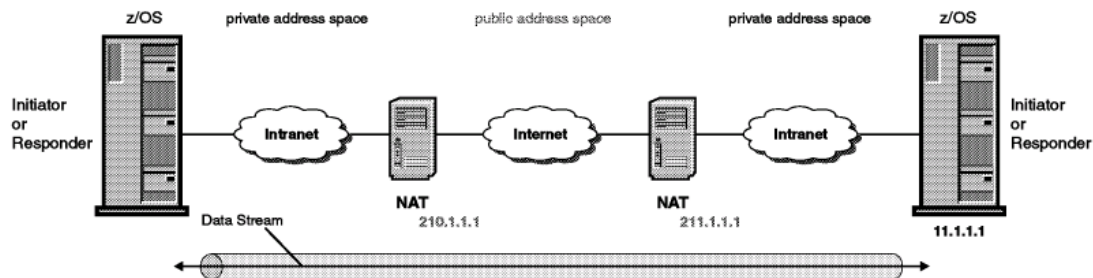 z/OS
private address space
public address space
private address space
z/OS
Initiator
or
Responder
Intranet
Internet
Intranet
Initiator
or
Responder
NAT
210.1.1.1
NAT
211.1.1.1
11.1.1.1
Data Stream